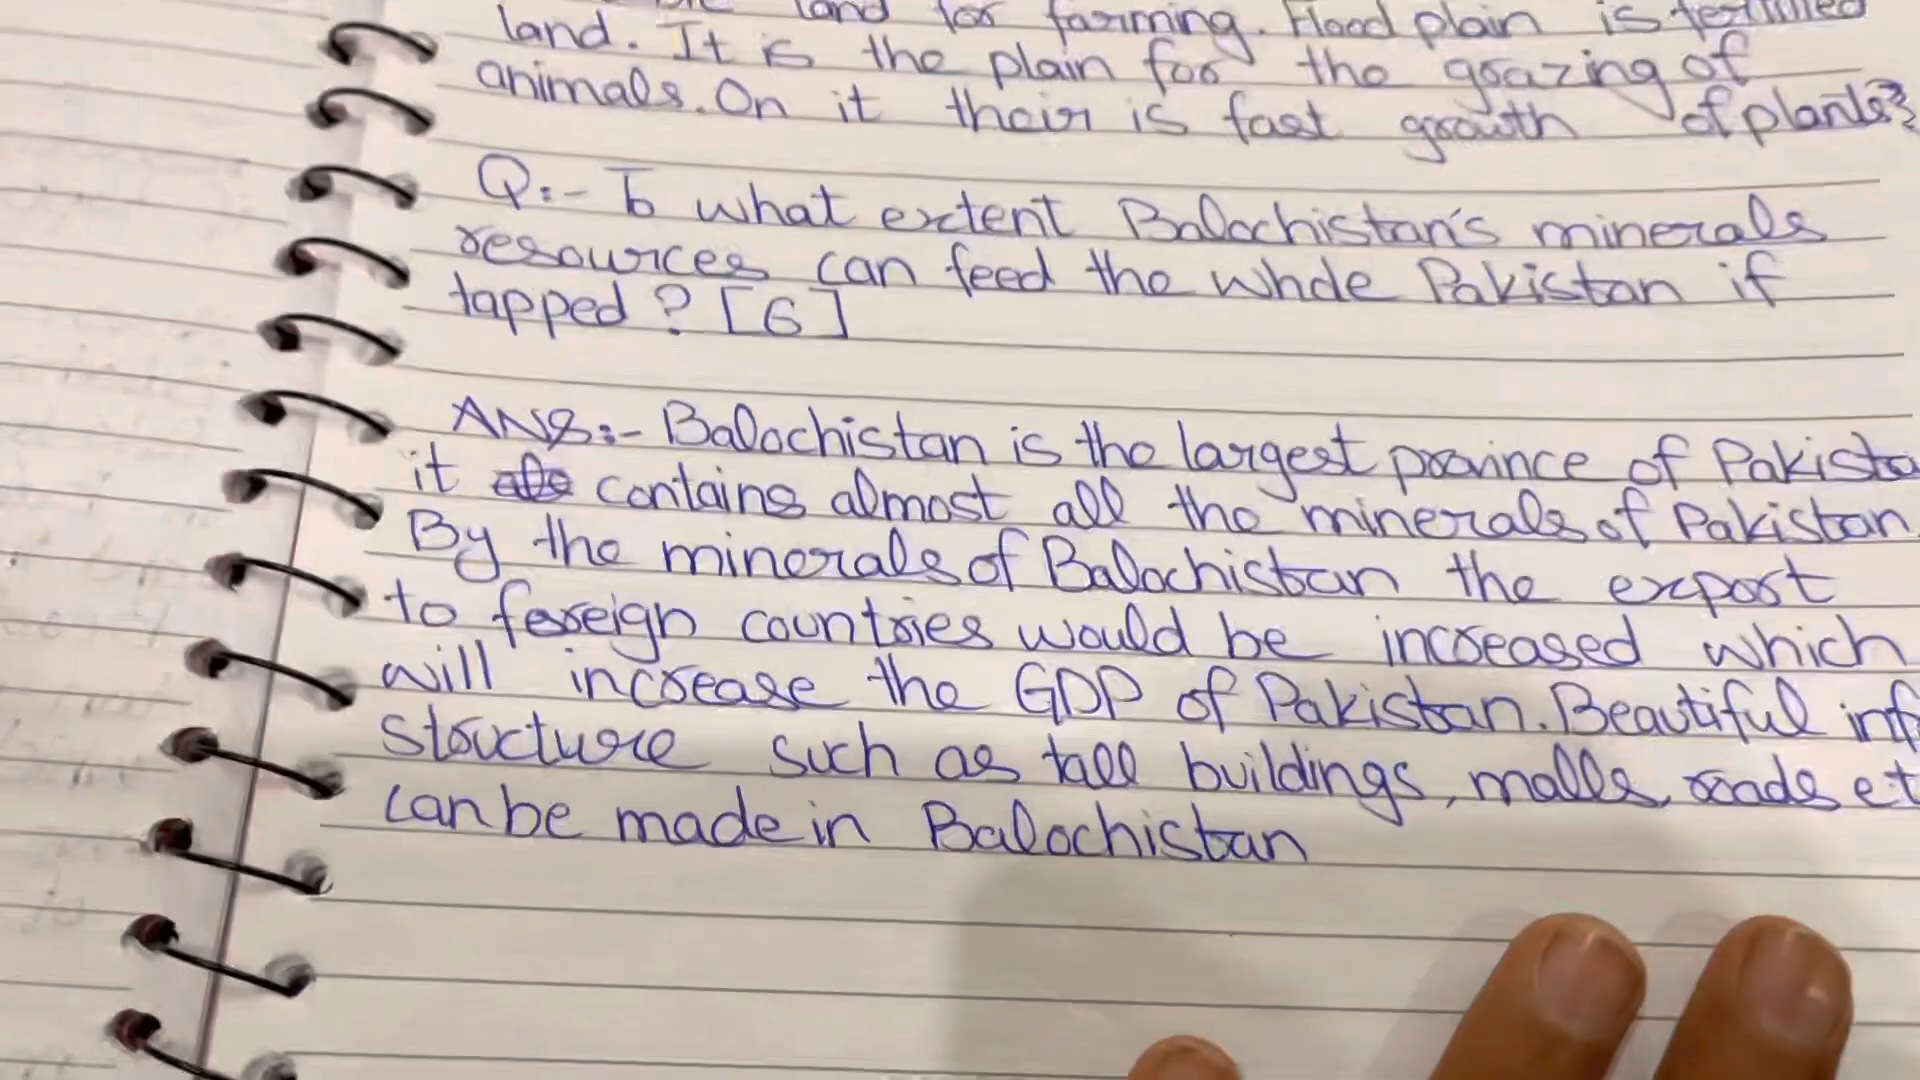 land for farming. Flood plain is fertilled
land. It is the plain for the grazing of
animals. On it their is fast growth of plants
Q:- To what extent Balochistan's minerals
resources can feed the whole Pakistan if
tapped ? [6]
ANS:- Balochistan is the largest province of Pakista
it contains almost all the minerals of Pakistan.
By the minerals of Balochistan the export
to foreign countries would be increased which
will increase the GDP of Pakistan. Beautiful inf
structure such as tall buildings, malls, roads et
can be made in Balochistan